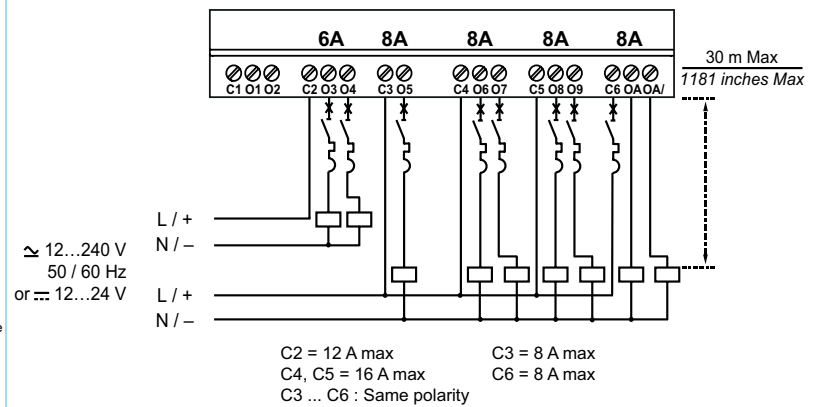 6A 8A 8A 8A 8A
C1 O1 O2 C2 O3 O4 C3 O5 C4 O6 O7 C5 O8 O9 C6 OA OA/
30 m Max
1181 inches Max
L / +
N / –
≃ 12...240 V
50 / 60 Hz
or ⎓ 12...24 V
L / +
N / –
e
C2 = 12 A max C3 = 8 A max
C4, C5 = 16 A max C6 = 8 A max
C3 ... C6 : Same polarity